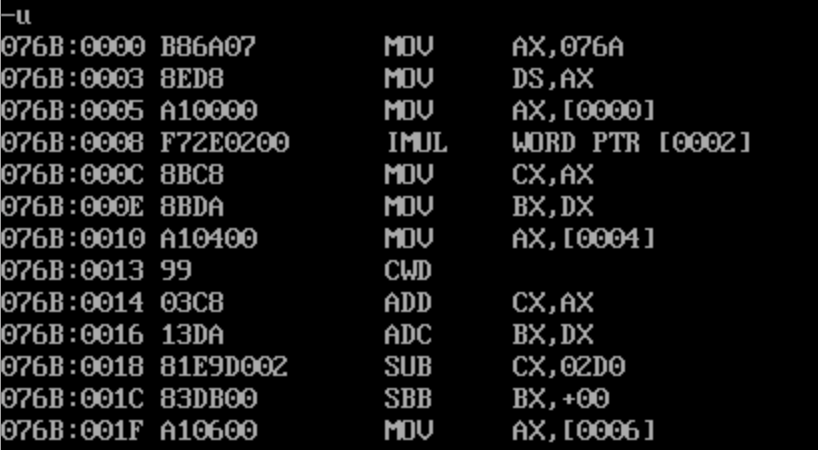 -u
076B:0000 B86A07 MOV AX,076A
076B:0003 8ED8 MOV DS,AX
076B:0005 A10000 MOV AX,[0000]
076B:0008 F72E0200 IMUL WORD PTR [0002]
076B:000C 8BC8 MOV CX,AX
076B:000E 8BDA MOV BX,DX
076B:0010 A10400 MOV AX,[0004]
076B:0013 99 CWD
076B:0014 03C8 ADD CX,AX
076B:0016 13DA ADC BX,DX
076B:0018 81E9D002 SUB CX,02D0
076B:001C 83DB00 SBB BX,+00
076B:001F A10600 MOV AX,[0006]